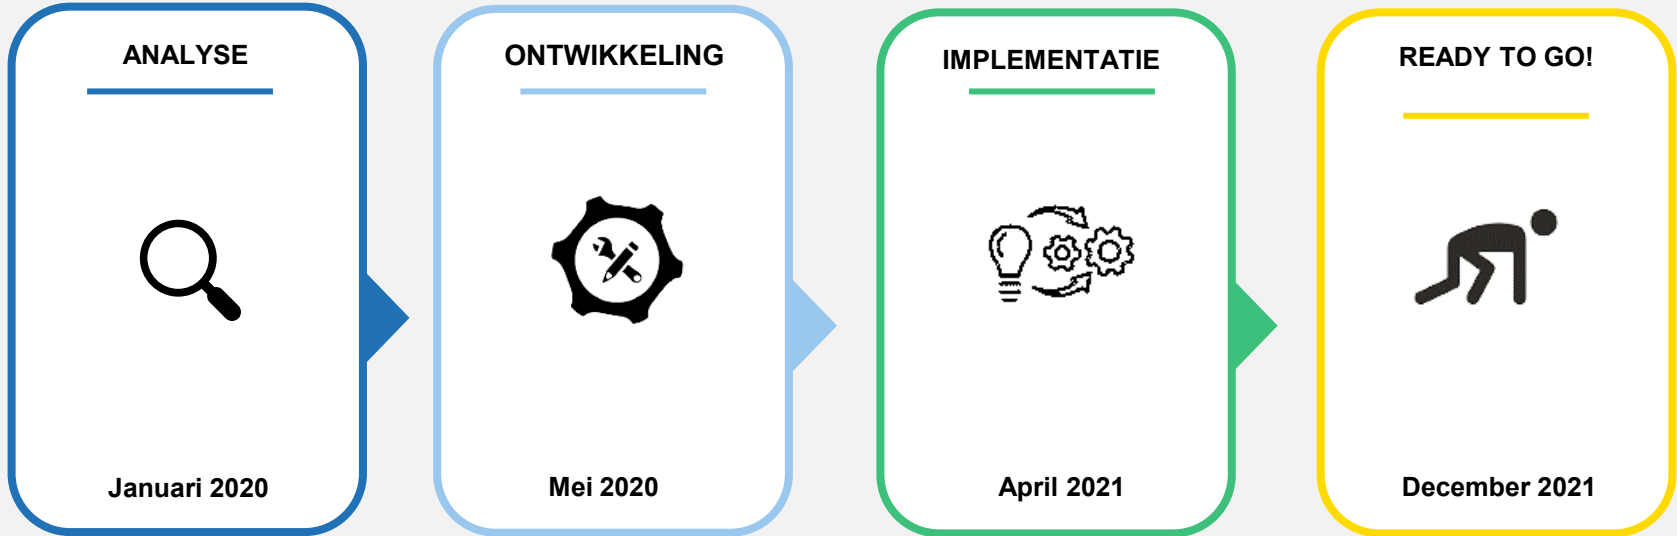 ANALYSE
Januari 2020
ONTWIKKELING
Mei 2020
IMPLEMENTATIE
April 2021
READY TO GO!
December 2021